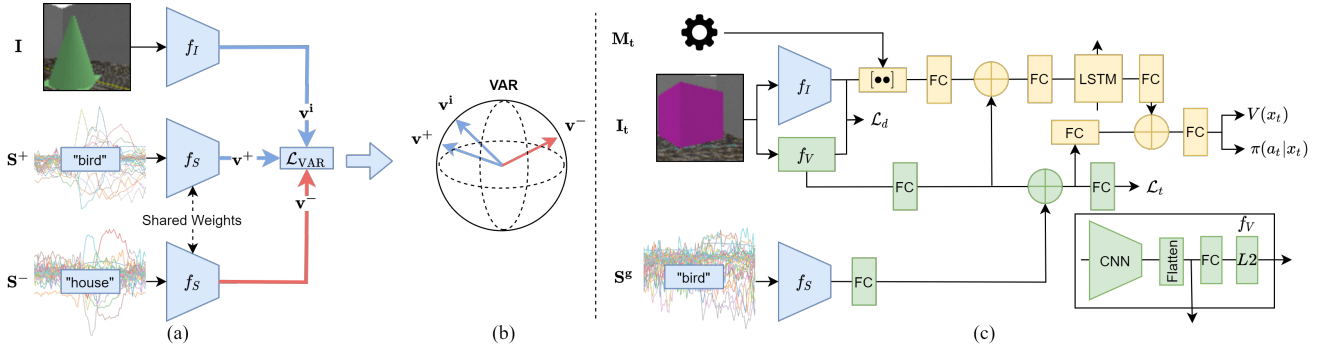 I
f_I
v^i
S^+
"bird"
f_S
v^+
L_VAR
Shared Weights
v^-
S^-
"house"
f_S
(a)
VAR
v^i
v^+
v^-
(b)
M_t
I_t
f_I
[••]
FC
FC
LSTM
FC
L_d
f_V
FC
FC
V(x_t)
π(a_t|x_t)
FC
FC
L_t
S^g
"bird"
f_S
FC
f_V
CNN
Flatten
FC
L2
(c)